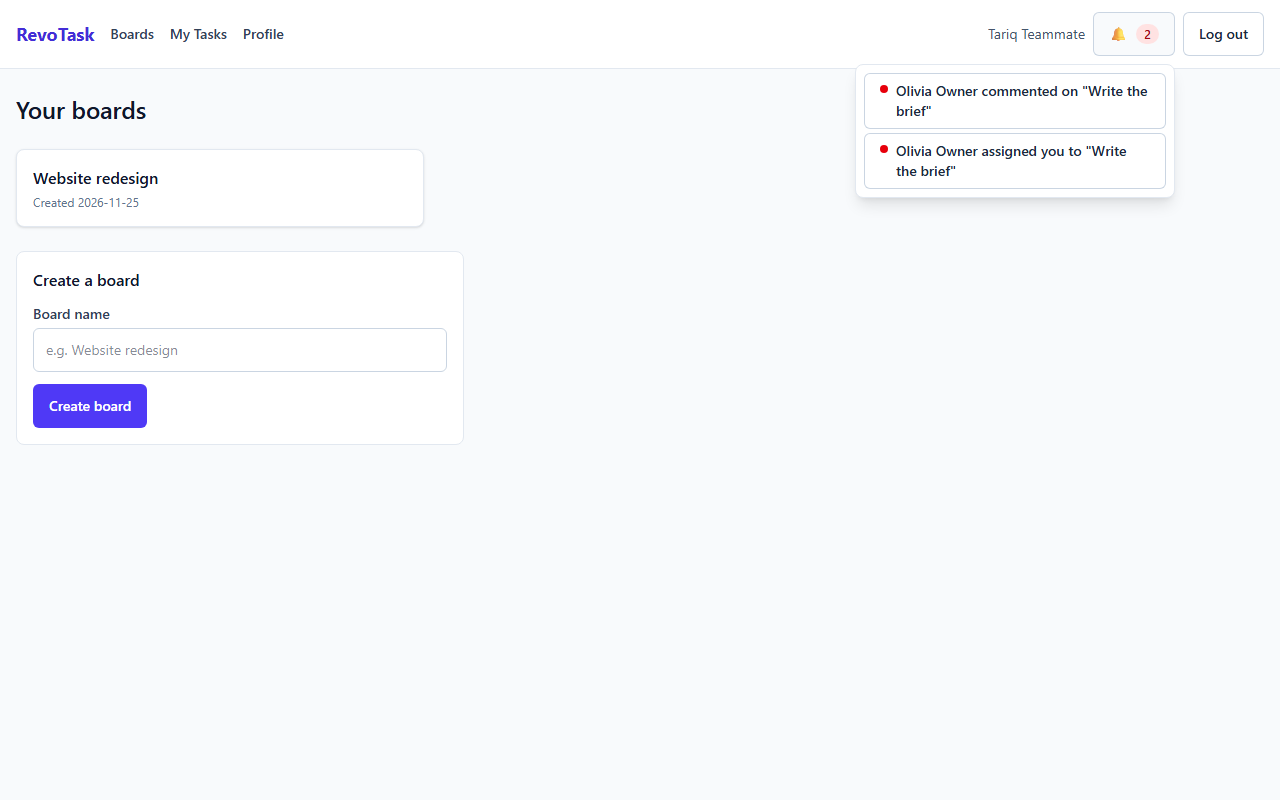 RevoTask Boards My Tasks Profile Tariq Teammate 🔔 2 Log out
Olivia Owner commented on "Write the
brief"
Olivia Owner assigned you to "Write
the brief"
Your boards
Website redesign
Created 2026-11-25
Create a board
Board name
e.g. Website redesign
Create board